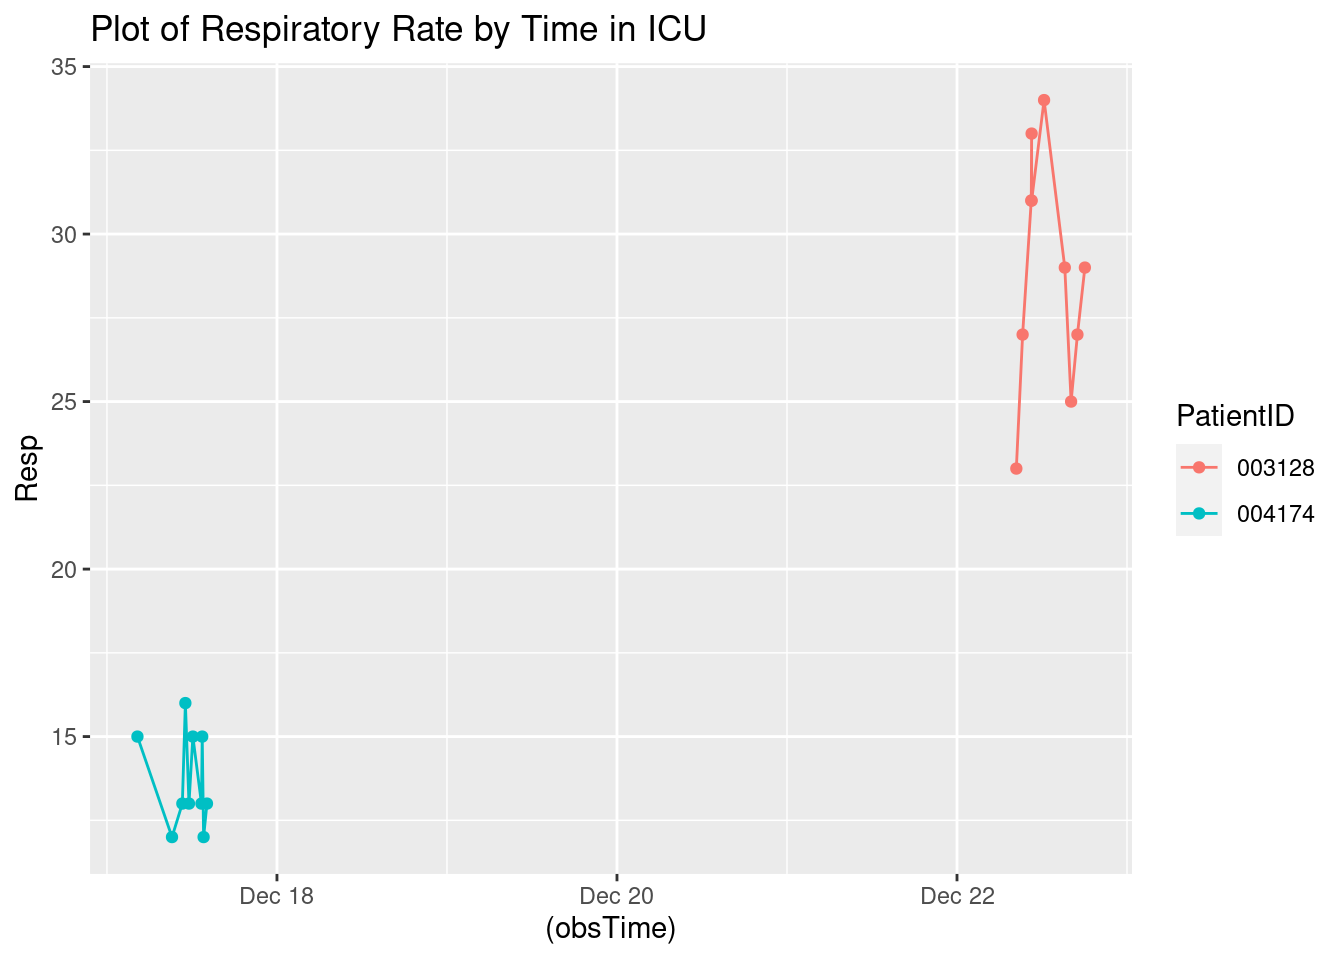 Plot of Respiratory Rate by Time in ICU
35
30
25
20
15
Resp
Dec 18
Dec 20
Dec 22
(obsTime)
PatientID
003128
004174